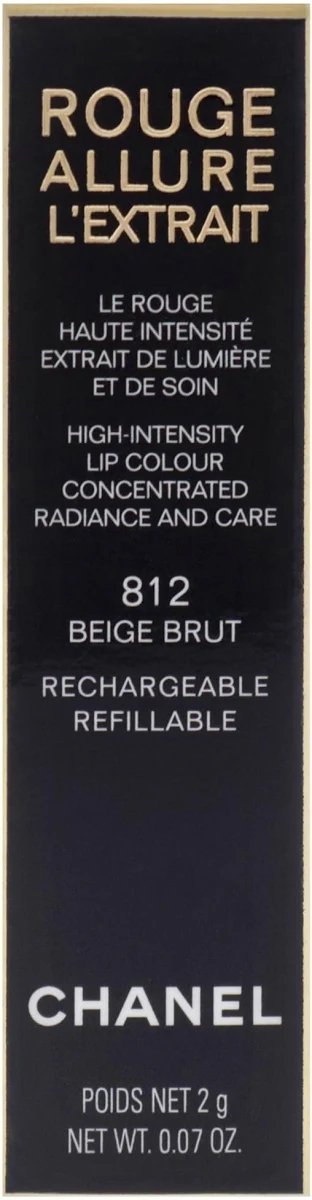 ROUGE
ALLURE
L'EXTRAIT
LE ROUGE
HAUTE INTENSITÉ
EXTRAIT DE LUMIÈRE
ET DE SOIN
HIGH-INTENSITY
LIP COLOUR
CONCENTRATED
RADIANCE AND CARE
812
BEIGE BRUT
RECHARGEABLE
REFILLABLE
CHANEL
POIDS NET 2 g
NET WT. 0.07 OZ.